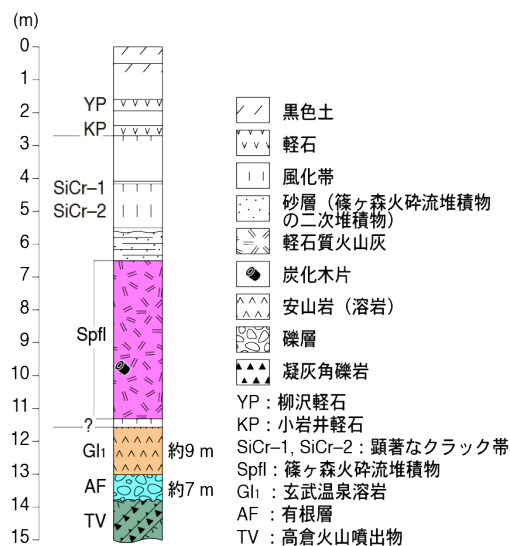 (m)
0
1
2
3
4
5
6
7
8
9
10
11
12
13
14
15
YP
KP
SiCr–1
SiCr–2
Spfl
?
Gl1
AF
TV
約9 m
約7 m
黒色土
軽石
風化帯
砂層（篠ヶ森火砕流堆積物
の二次堆積物）
軽石質火山灰
炭化木片
安山岩（溶岩）
礫層
凝灰角礫岩
YP：柳沢軽石
KP：小岩井軽石
SiCr–1, SiCr–2：顕著なクラック帯
Spfl：篠ヶ森火砕流堆積物
Gl1：玄武温泉溶岩
AF ：有根層
TV ：高倉火山噴出物